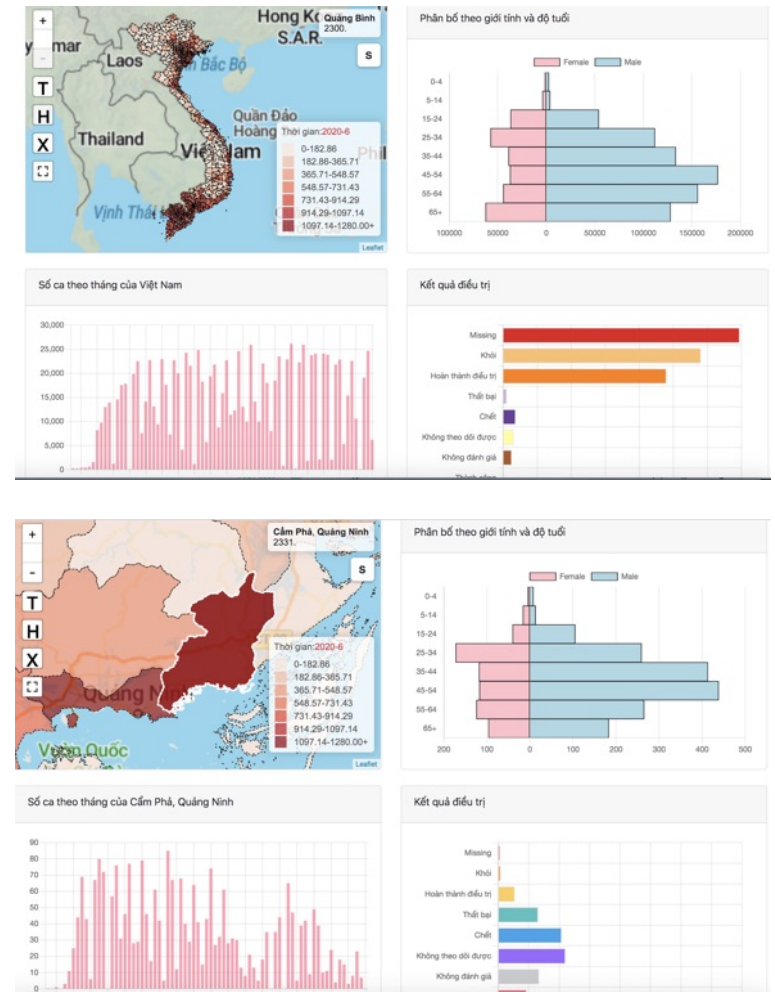 Hong Kong
S.A.R.
Quảng Bình
2300.
+
-
Laos
Bắc Bộ
S
T
H
X
Thailand
Quần Đảo
Hoàng
Thời gian:2020-6
0-182.86
182.86-365.71
365.71-548.57
548.57-731.43
731.43-914.29
914.29-1097.14
1097.14-1280.00+
Leaflet
Phân bố theo giới tính và độ tuổi
Female Male
0-4
5-14
15-24
25-34
35-44
45-54
55-64
65+
100000 50000 0 50000 100000 150000 200000
Số ca theo tháng của Việt Nam
30,000
25,000
20,000
15,000
10,000
5,000
0
Kết quả điều trị
Missing
Khỏi
Hoàn thành điều trị
Thất bại
Chết
Không theo dõi được
Không đánh giá
Cẩm Phả, Quảng Ninh
2331.
+
-
S
T
H
X
Thời gian:2020-6
0-182.86
182.86-365.71
365.71-548.57
548.57-731.43
731.43-914.29
914.29-1097.14
1097.14-1280.00+
Quốc
Leaflet
Phân bố theo giới tính và độ tuổi
Female Male
0-4
5-14
15-24
25-34
35-44
45-54
55-64
65+
200 100 0 100 200 300 400 500
Số ca theo tháng của Cẩm Phả, Quảng Ninh
90
80
70
60
50
40
30
20
10
0
Kết quả điều trị
Missing
Khỏi
Hoàn thành điều trị
Thất bại
Chết
Không theo dõi được
Không đánh giá